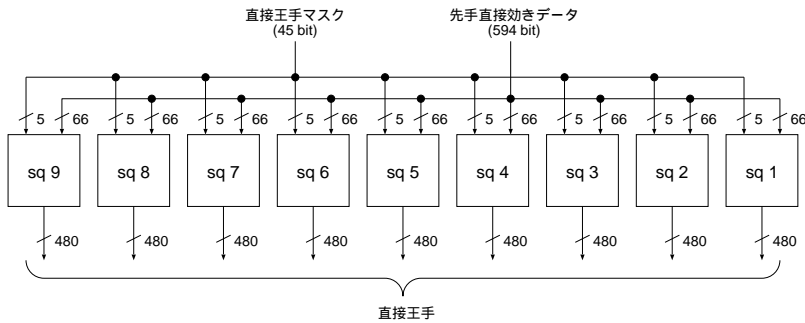 直接王手マスク
(45 bit)
先手直接効きデータ
(594 bit)
5 66 5 66 5 66 5 66 5 66 5 66 5 66 5 66 5 66
sq 9 sq 8 sq 7 sq 6 sq 5 sq 4 sq 3 sq 2 sq 1
480 480 480 480 480 480 480 480 480
直接王手